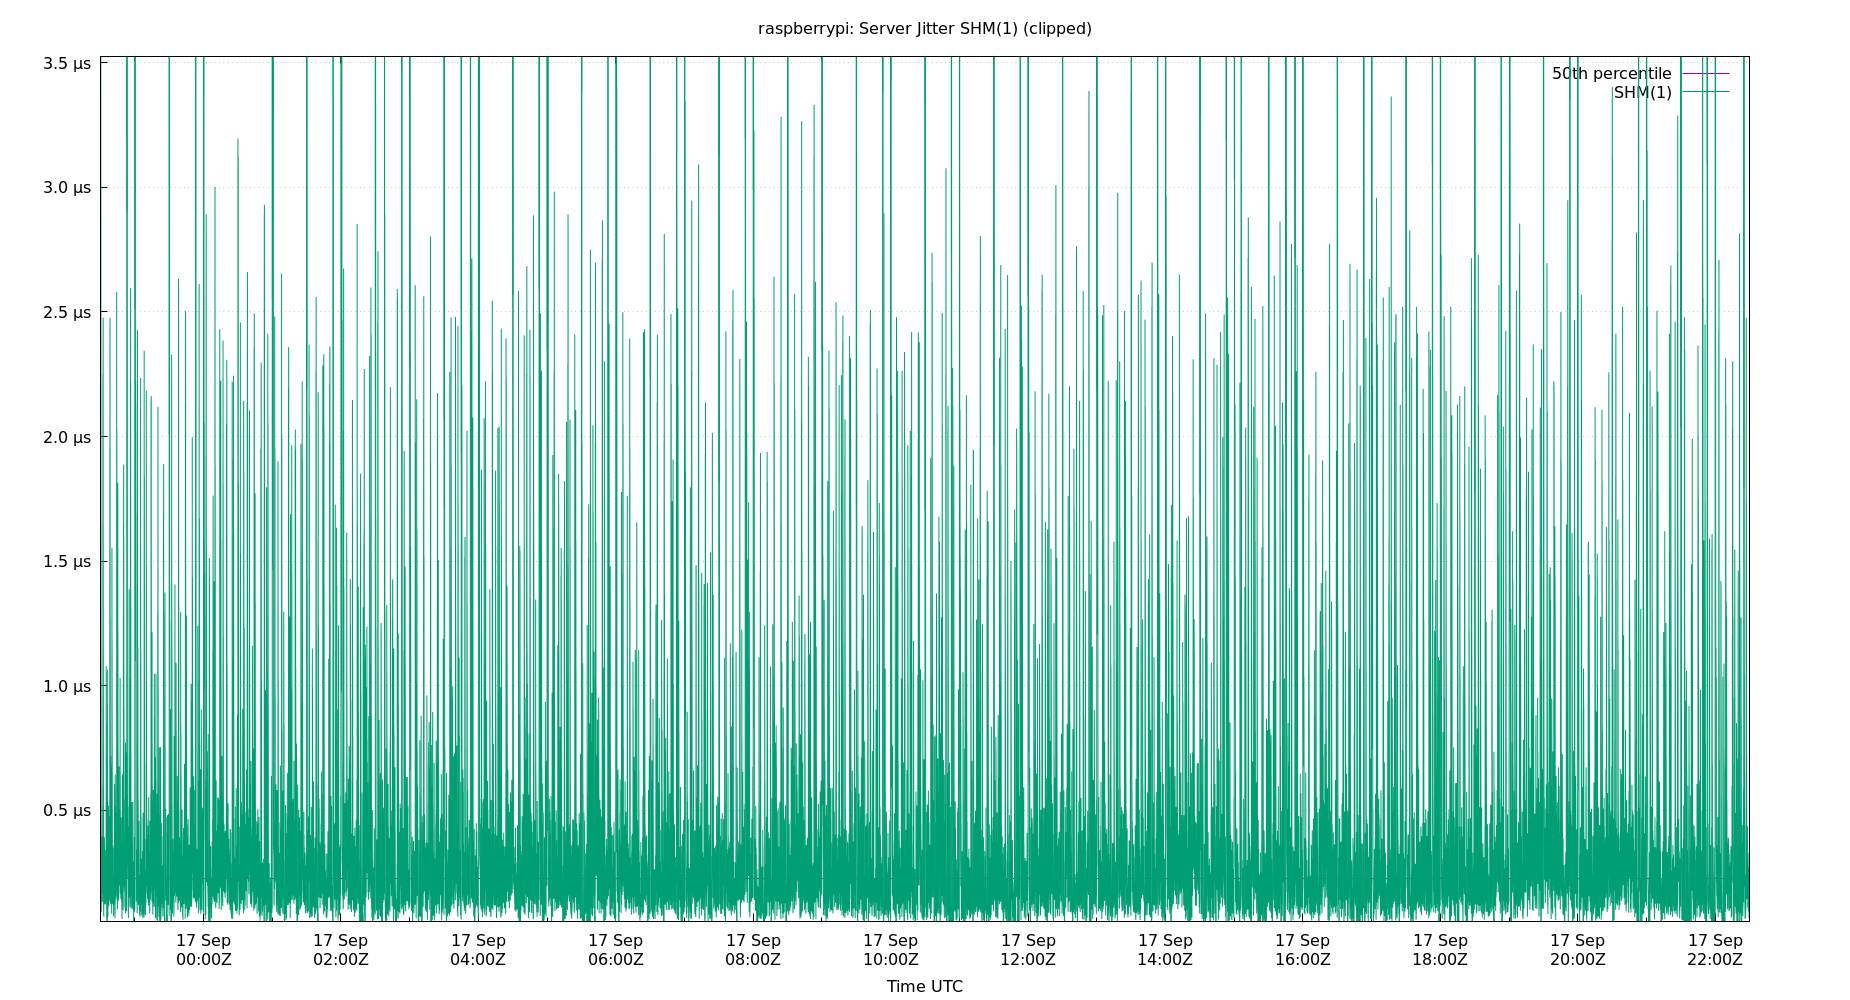 raspberrypi: Server Jitter SHM(1) (clipped)
3.5 µs
50th percentile
SHM(1)
3.0 µs
2.5 µs
2.0 µs
1.5 µs
1.0 µs
0.5 µs
17 Sep 17 Sep 17 Sep 17 Sep 17 Sep 17 Sep 17 Sep 17 Sep 17 Sep 17 Sep 17 Sep 17 Sep
00:00Z 02:00Z 04:00Z 06:00Z 08:00Z 10:00Z 12:00Z 14:00Z 16:00Z 18:00Z 20:00Z 22:00Z
Time UTC